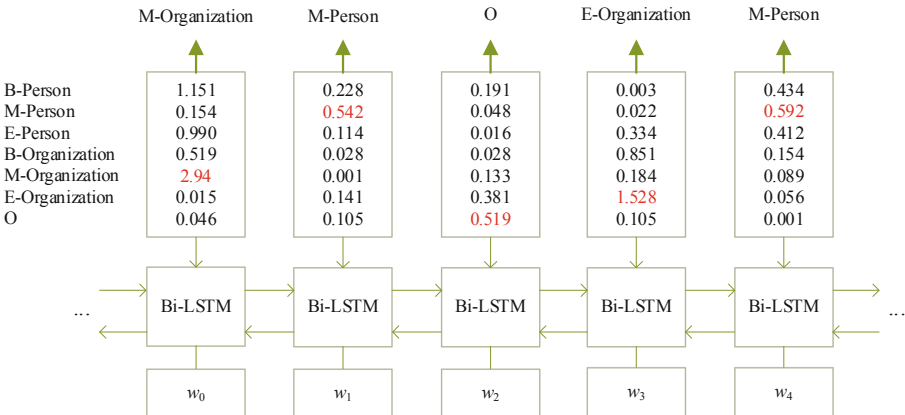 M-Organization M-Person O E-Organization M-Person
B-Person 1.151 0.228 0.191 0.003 0.434
M-Person 0.154 0.542 0.048 0.022 0.592
E-Person 0.990 0.114 0.016 0.334 0.412
B-Organization 0.519 0.028 0.028 0.851 0.154
M-Organization 2.94 0.001 0.133 0.184 0.089
E-Organization 0.015 0.141 0.381 1.528 0.056
O 0.046 0.105 0.519 0.105 0.001
... Bi-LSTM Bi-LSTM Bi-LSTM Bi-LSTM Bi-LSTM ...
w0 w1 w2 w3 w4